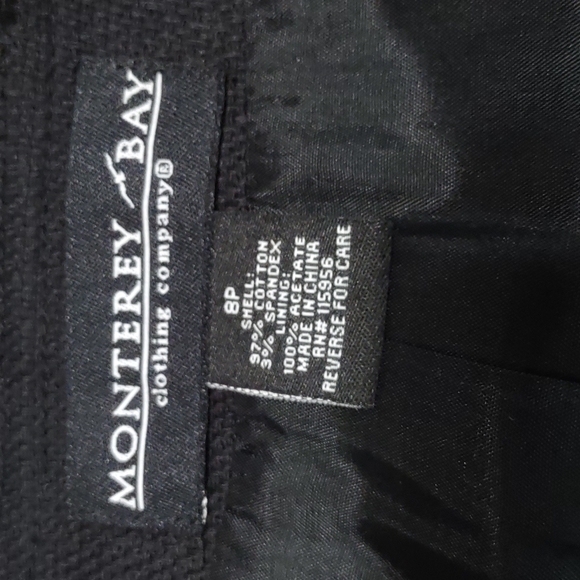 MONTEREY BAY
clothing company®
8P
SHELL:
97% COTTON
3% SPANDEX
LINING:
100% ACETATE
MADE IN CHINA
RN# 115956
REVERSE FOR CARE